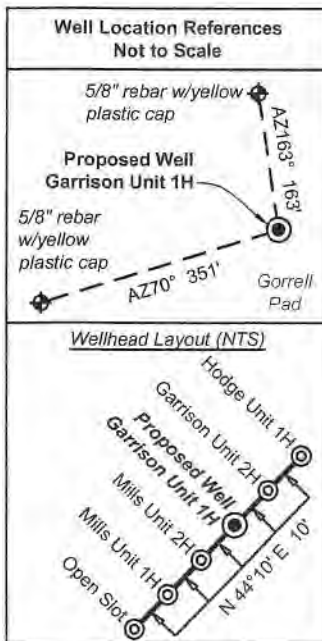 Well Location References
Not to Scale
5/8" rebar w/yellow
plastic cap
AZ163° 163'
Proposed Well
Garrison Unit 1H
5/8" rebar
w/yellow
plastic cap
AZ70° 351'
Gorrell
Pad
Wellhead Layout (NTS)
Hodge Unit 1H
Garrison Unit 2H
Proposed Well
Garrison Unit 1H
Mills Unit 2H
Mills Unit 1H
Open Slot
N 44°10' E 10'